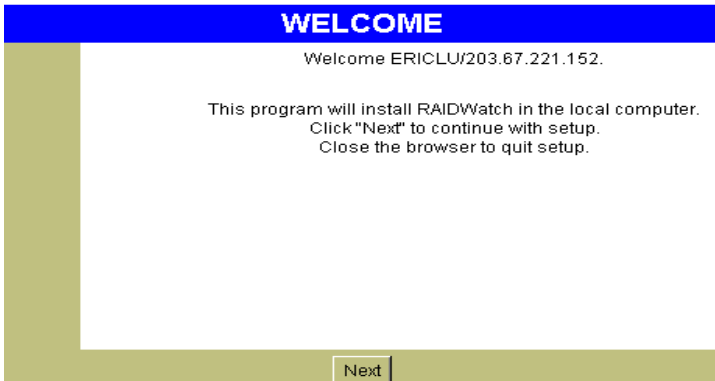 WELCOME
Welcome ERICLU/203.67.221.152.
This program will install RAIDWatch in the local computer.
Click "Next" to continue with setup.
Close the browser to quit setup.
Next